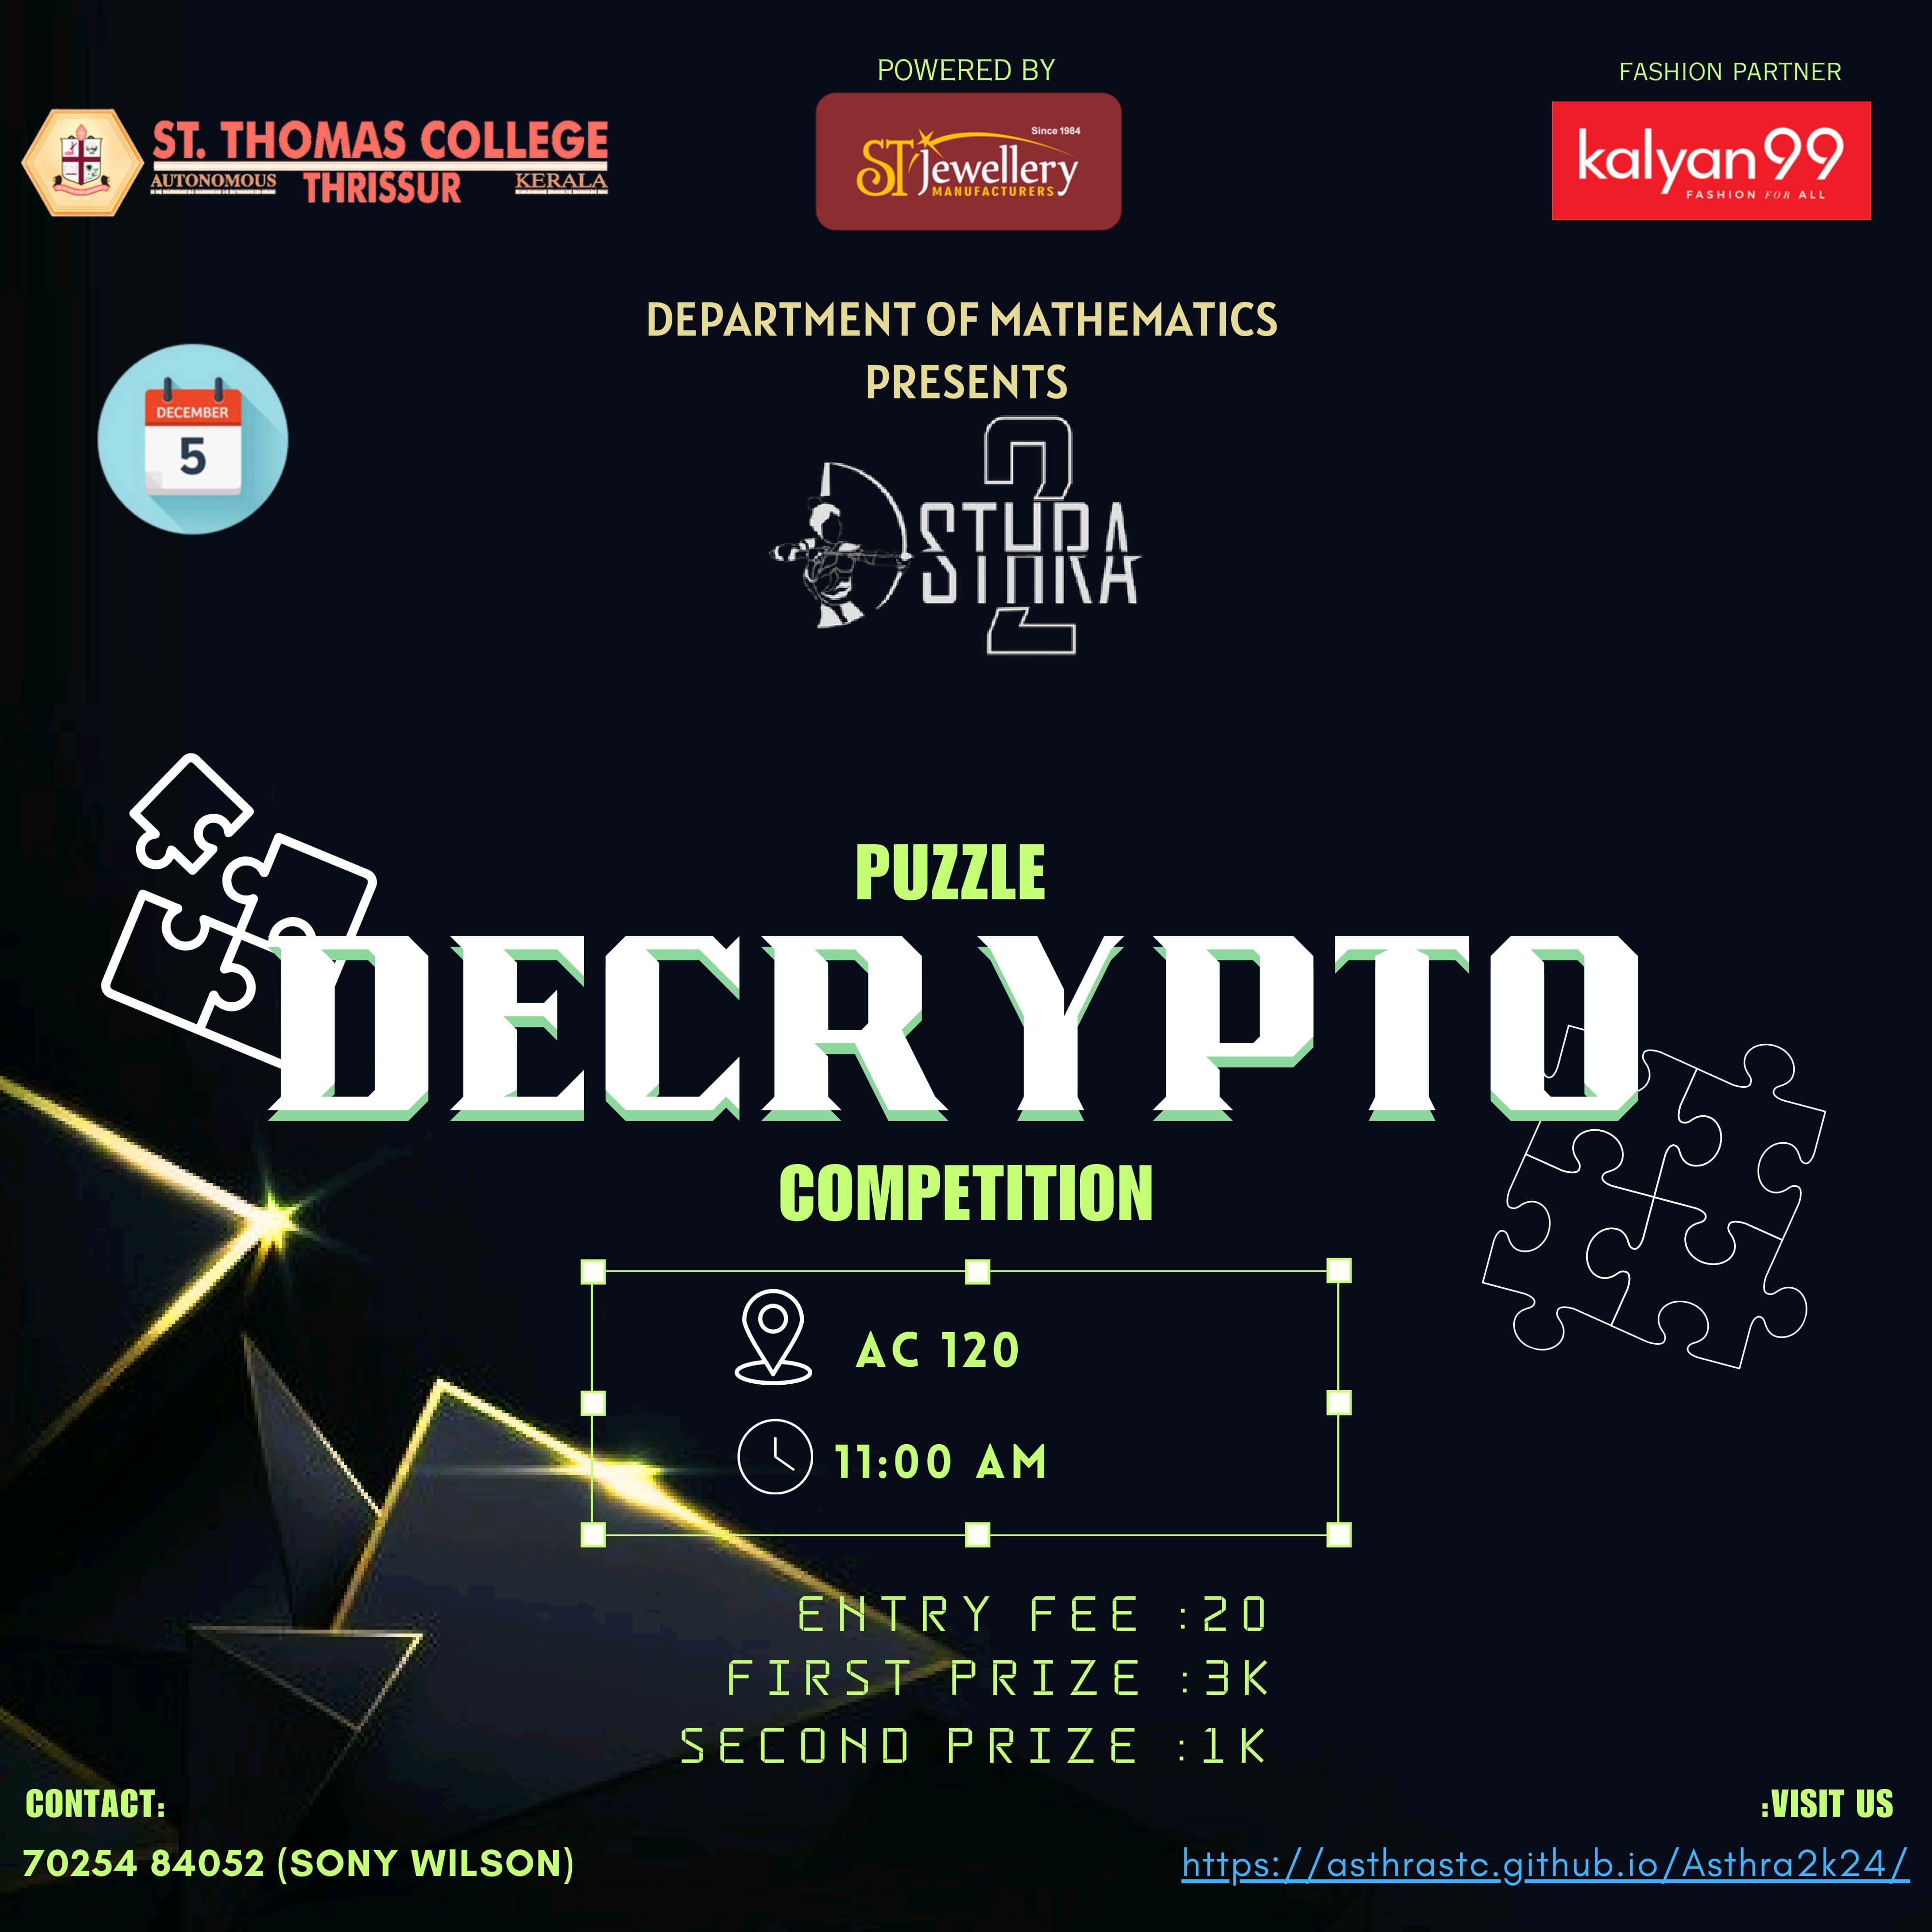 POWERED BY
FASHION PARTNER
ST. THOMAS COLLEGE
AUTONOMOUS THRISSUR KERALA
Since 1984
ST Jewellery
MANUFACTURERS
kalyan99
FASHION FOR ALL
DEPARTMENT OF MATHEMATICS
PRESENTS
DECEMBER
5
2
STHRA
PUZZLE
DECRYPTO
COMPETITION
AC 120
11:00 AM
ENTRY FEE :20
FIRST PRIZE :3K
SECOND PRIZE :1K
CONTACT:
70254 84052 (SONY WILSON)
:VISIT US
https://asthrastc.github.io/Asthra2k24/